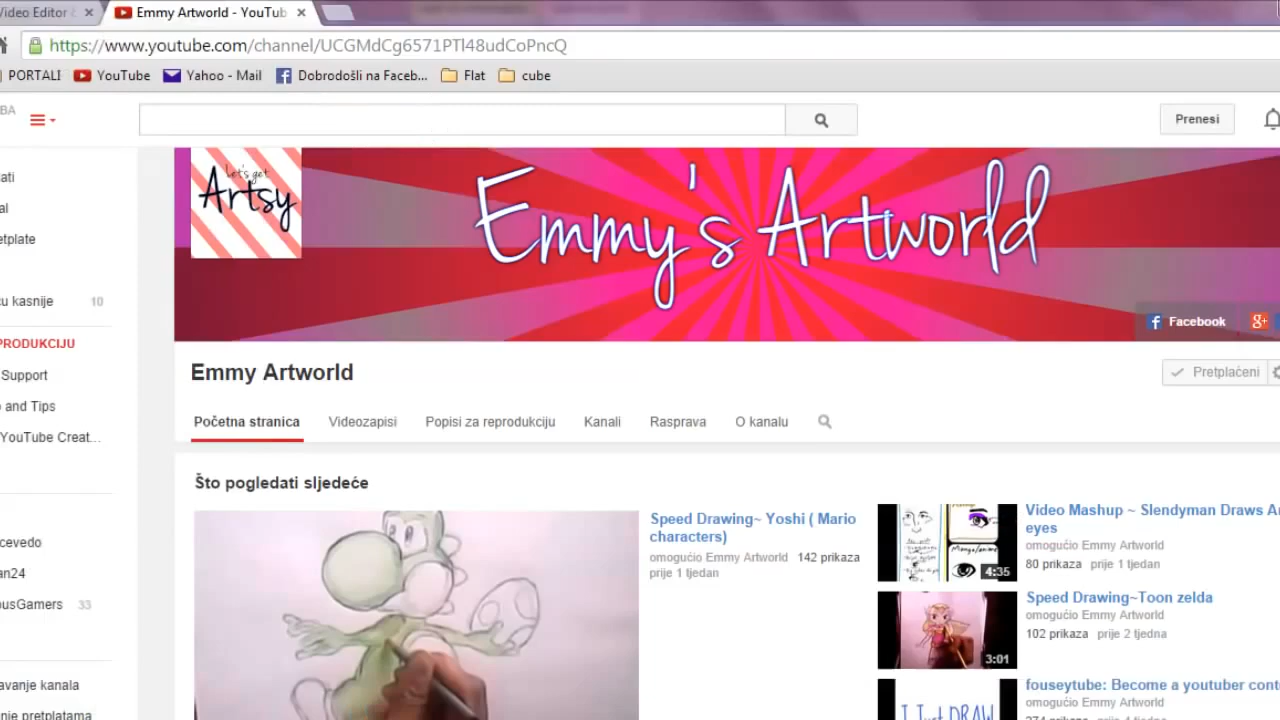 Video Editor
Emmy Artworld - YouTub
https://www.youtube.com/channel/UCGMdCg6571PTl48udCoPncQ
PORTALI
YouTube
Yahoo - Mail
Dobrodošli na Faceb...
Flat
cube
BA
Prenesi
ati
al
etplate
cu kasnije 10
PRODUKCIJU
Support
and Tips
YouTube Creat...
cevedo
an24
ousGamers 33
avanje kanala
nje pretplatama
Let's get
Artsy
Emmy's Artworld
Facebook
Emmy Artworld
Pretplaćeni
Početna stranica
Videozapisi
Popisi za reprodukciju
Kanali
Rasprava
O kanalu
Što pogledati sljedeće
Speed Drawing~ Yoshi ( Mario
characters)
omogućio Emmy Artworld 142 prikaza
prije 1 tjedan
Video Mashup ~ Slendyman Draws A
eyes
omogućio Emmy Artworld
80 prikaza prije 1 tjedan
4:35
Speed Drawing~Toon zelda
omogućio Emmy Artworld
102 prikaza prije 2 tjedna
3:01
fouseytube: Become a youtuber cont
I Just DRAW